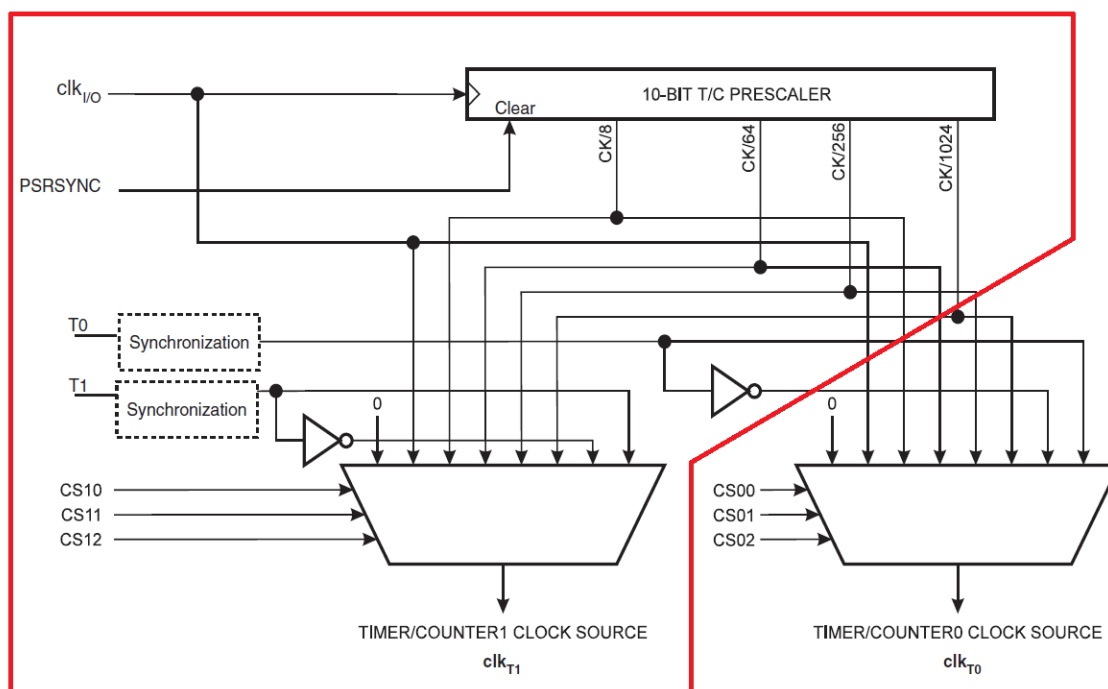 clkI/O
10-BIT T/C PRESCALER
Clear
PSRSYNC
CK/8
CK/64
CK/256
CK/1024
T0
Synchronization
T1
Synchronization
0
0
CS10
CS11
CS12
CS00
CS01
CS02
TIMER/COUNTER1 CLOCK SOURCE
clkT1
TIMER/COUNTER0 CLOCK SOURCE
clkT0